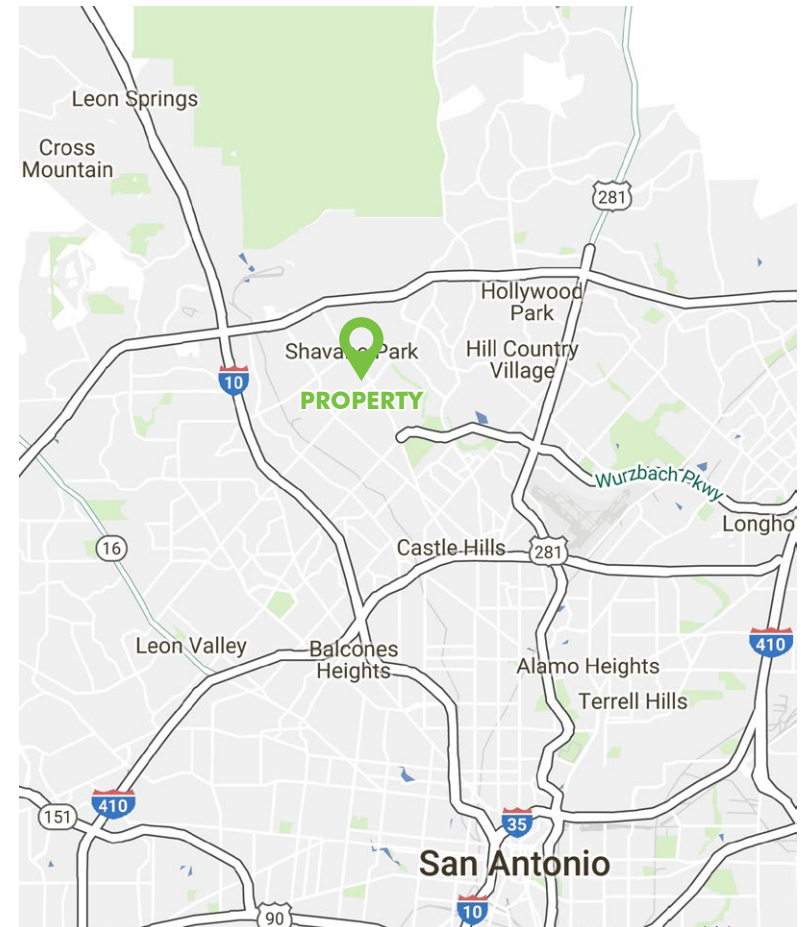 Leon Springs
Cross
Mountain
281
Hollywood
Park
Shavano Park
Hill Country
Village
10
PROPERTY
Wurzbach Pkwy
Longho
16
Castle Hills
281
Leon Valley
Balcones
Heights
410
Alamo Heights
Terrell Hills
410
151
35
San Antonio
10
90